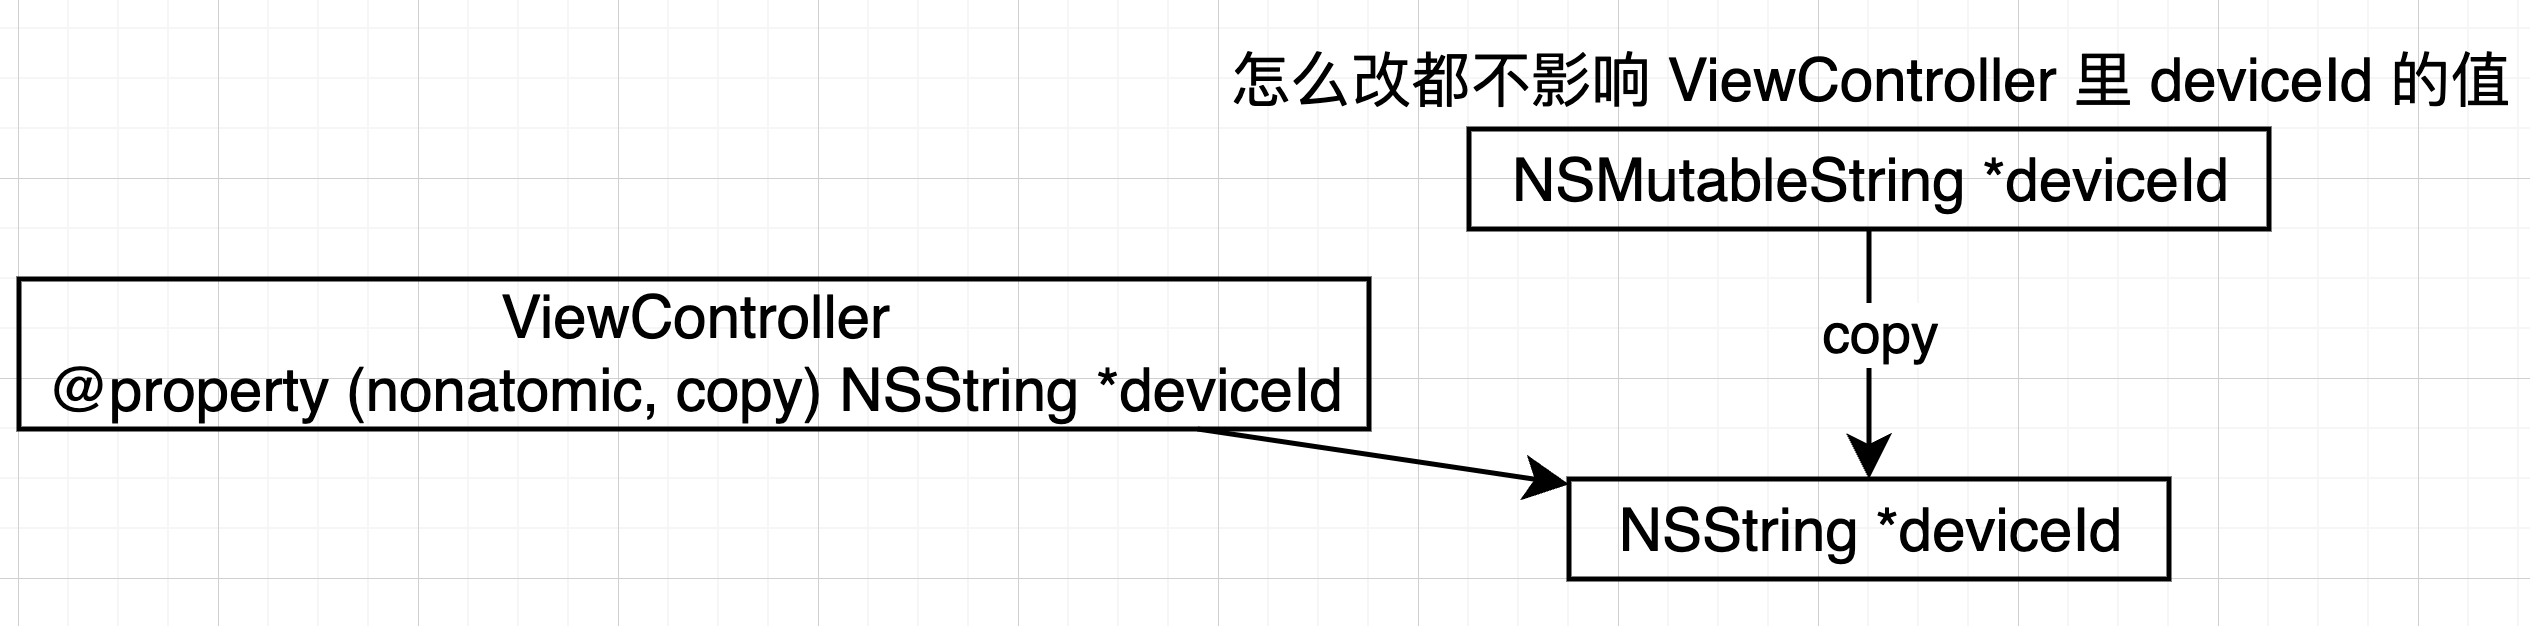 怎么改都不影响 ViewController 里 deviceId 的值
NSMutableString *deviceId
ViewController
@property (nonatomic, copy) NSString *deviceId
copy
NSString *deviceId